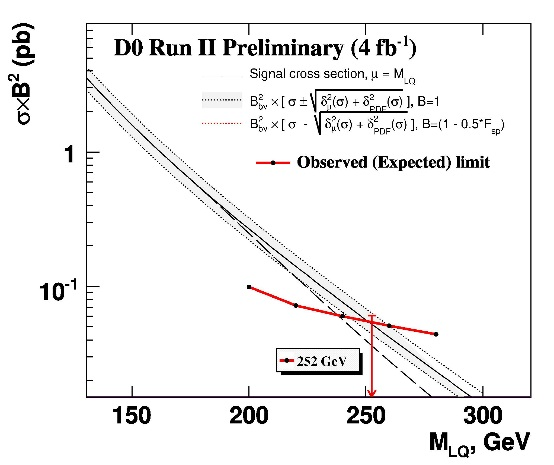 D0 Run II Preliminary (4 fb⁻¹)
Signal cross section, μ = M_LQ
B²_bν × [ σ ± √(δ²_μ(σ) + δ²_PDF(σ)) ], B=1
B²_bν × [ σ - √(δ²_μ(σ) + δ²_PDF(σ)) ], B=(1 - 0.5*F_sp)
Observed (Expected) limit
σ×B² (pb)
1
10⁻¹
252 GeV
150 200 250 300
M_LQ, GeV